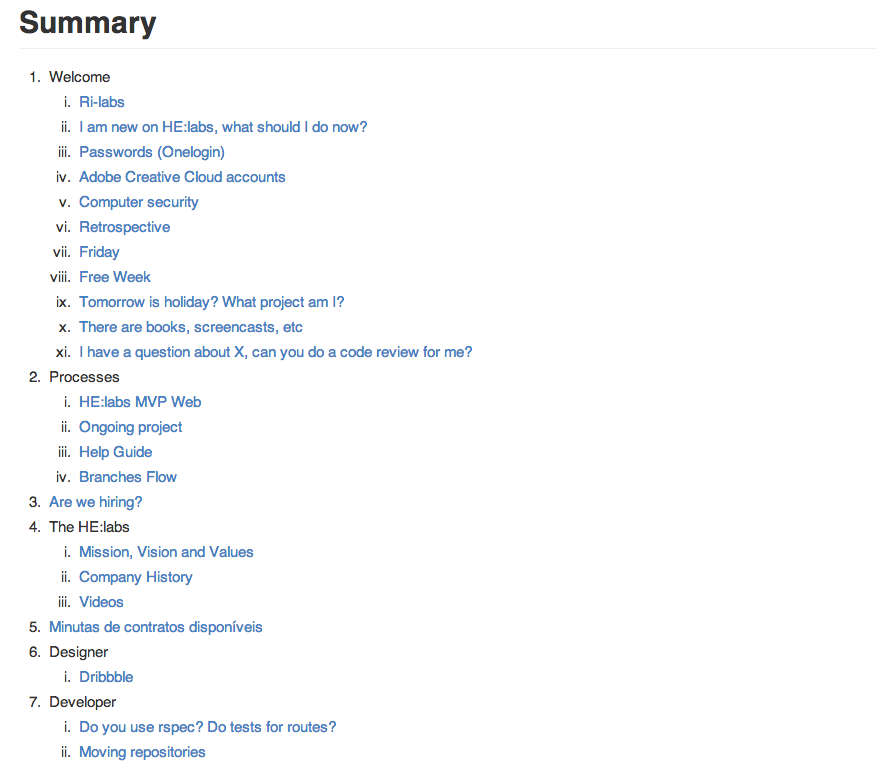 Summary
1. Welcome
i. Ri-labs
ii. I am new on HE:labs, what should I do now?
iii. Passwords (Onelogin)
iv. Adobe Creative Cloud accounts
v. Computer security
vi. Retrospective
vii. Friday
viii. Free Week
ix. Tomorrow is holiday? What project am I?
x. There are books, screencasts, etc
xi. I have a question about X, can you do a code review for me?
2. Processes
i. HE:labs MVP Web
ii. Ongoing project
iii. Help Guide
iv. Branches Flow
3. Are we hiring?
4. The HE:labs
i. Mission, Vision and Values
ii. Company History
iii. Videos
5. Minutas de contratos disponíveis
6. Designer
i. Dribbble
7. Developer
i. Do you use rspec? Do tests for routes?
ii. Moving repositories